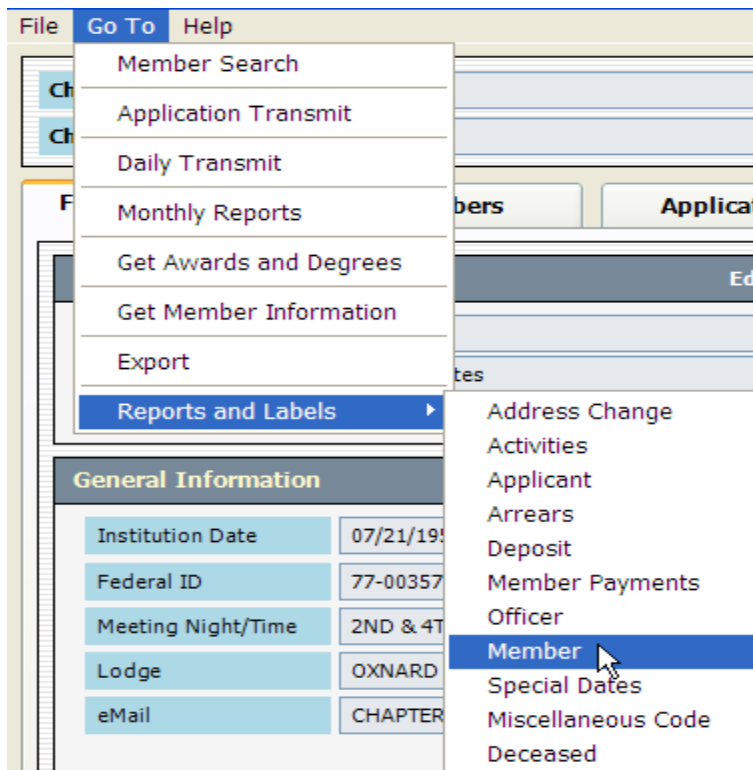 File Go To Help
Member Search
Ch
Application Transmit
Ch
Daily Transmit
F
Monthly Reports
bers
Applica
Get Awards and Degrees
Ed
Get Member Information
Export
tes
Reports and Labels
Address Change
Activities
General Information
Applicant
Arrears
Institution Date 07/21/195
Deposit
Federal ID 77-00357
Member Payments
Officer
Meeting Night/Time 2ND & 4T
Member
Lodge OXNARD
Special Dates
eMail CHAPTER
Miscellaneous Code
Deceased